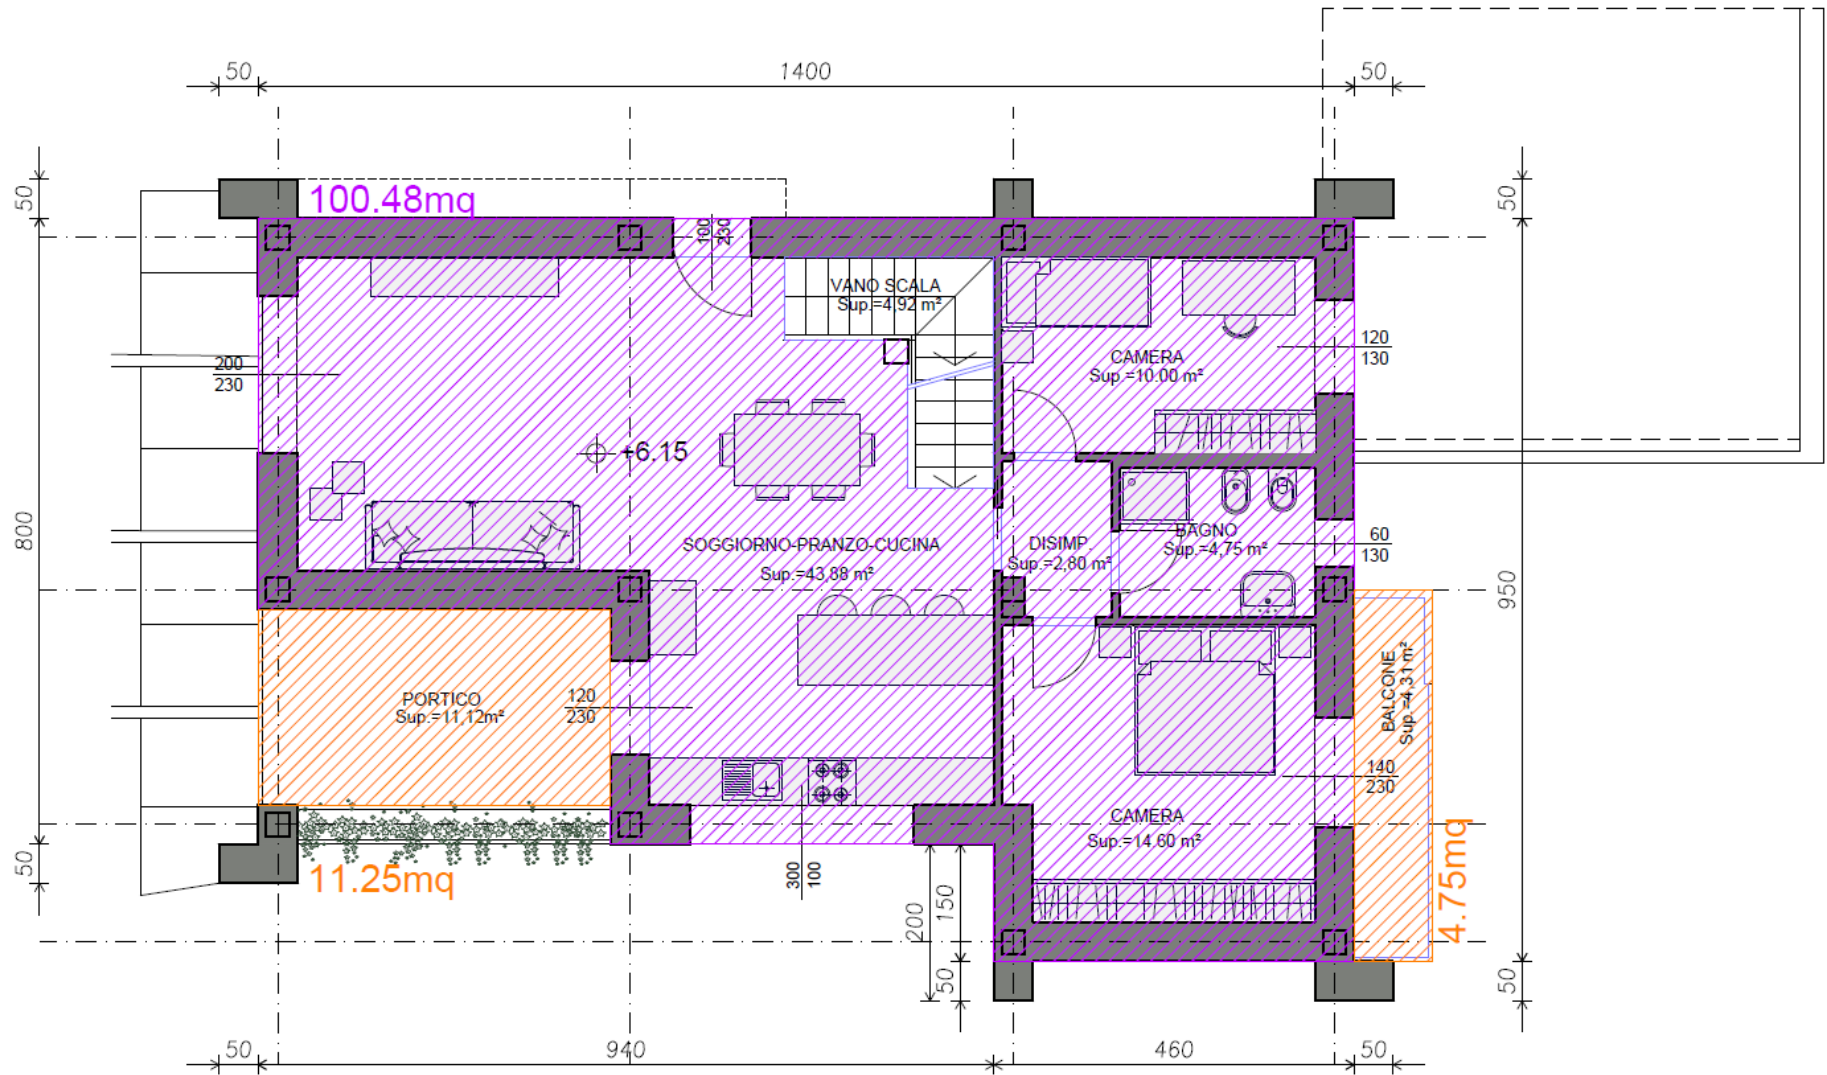 50
1400
50
50
100.48mq
50
100
230
VANO SCALA
Sup.=4,92 m²
200
230
CAMERA
Sup.=10.00 m²
120
130
+6.15
800
SOGGIORNO-PRANZO-CUCINA
Sup.=43,88 m²
DISIMP.
Sup.=2,80 m²
BAGNO
Sup.=4,75 m²
60
130
950
PORTICO
Sup.=11,12m²
120
230
BALCONE
Sup.=4,31 m²
140
230
CAMERA
Sup.=14.60 m²
50
11.25mq
300
100
200
150
50
4.75mq
50
50
940
460
50